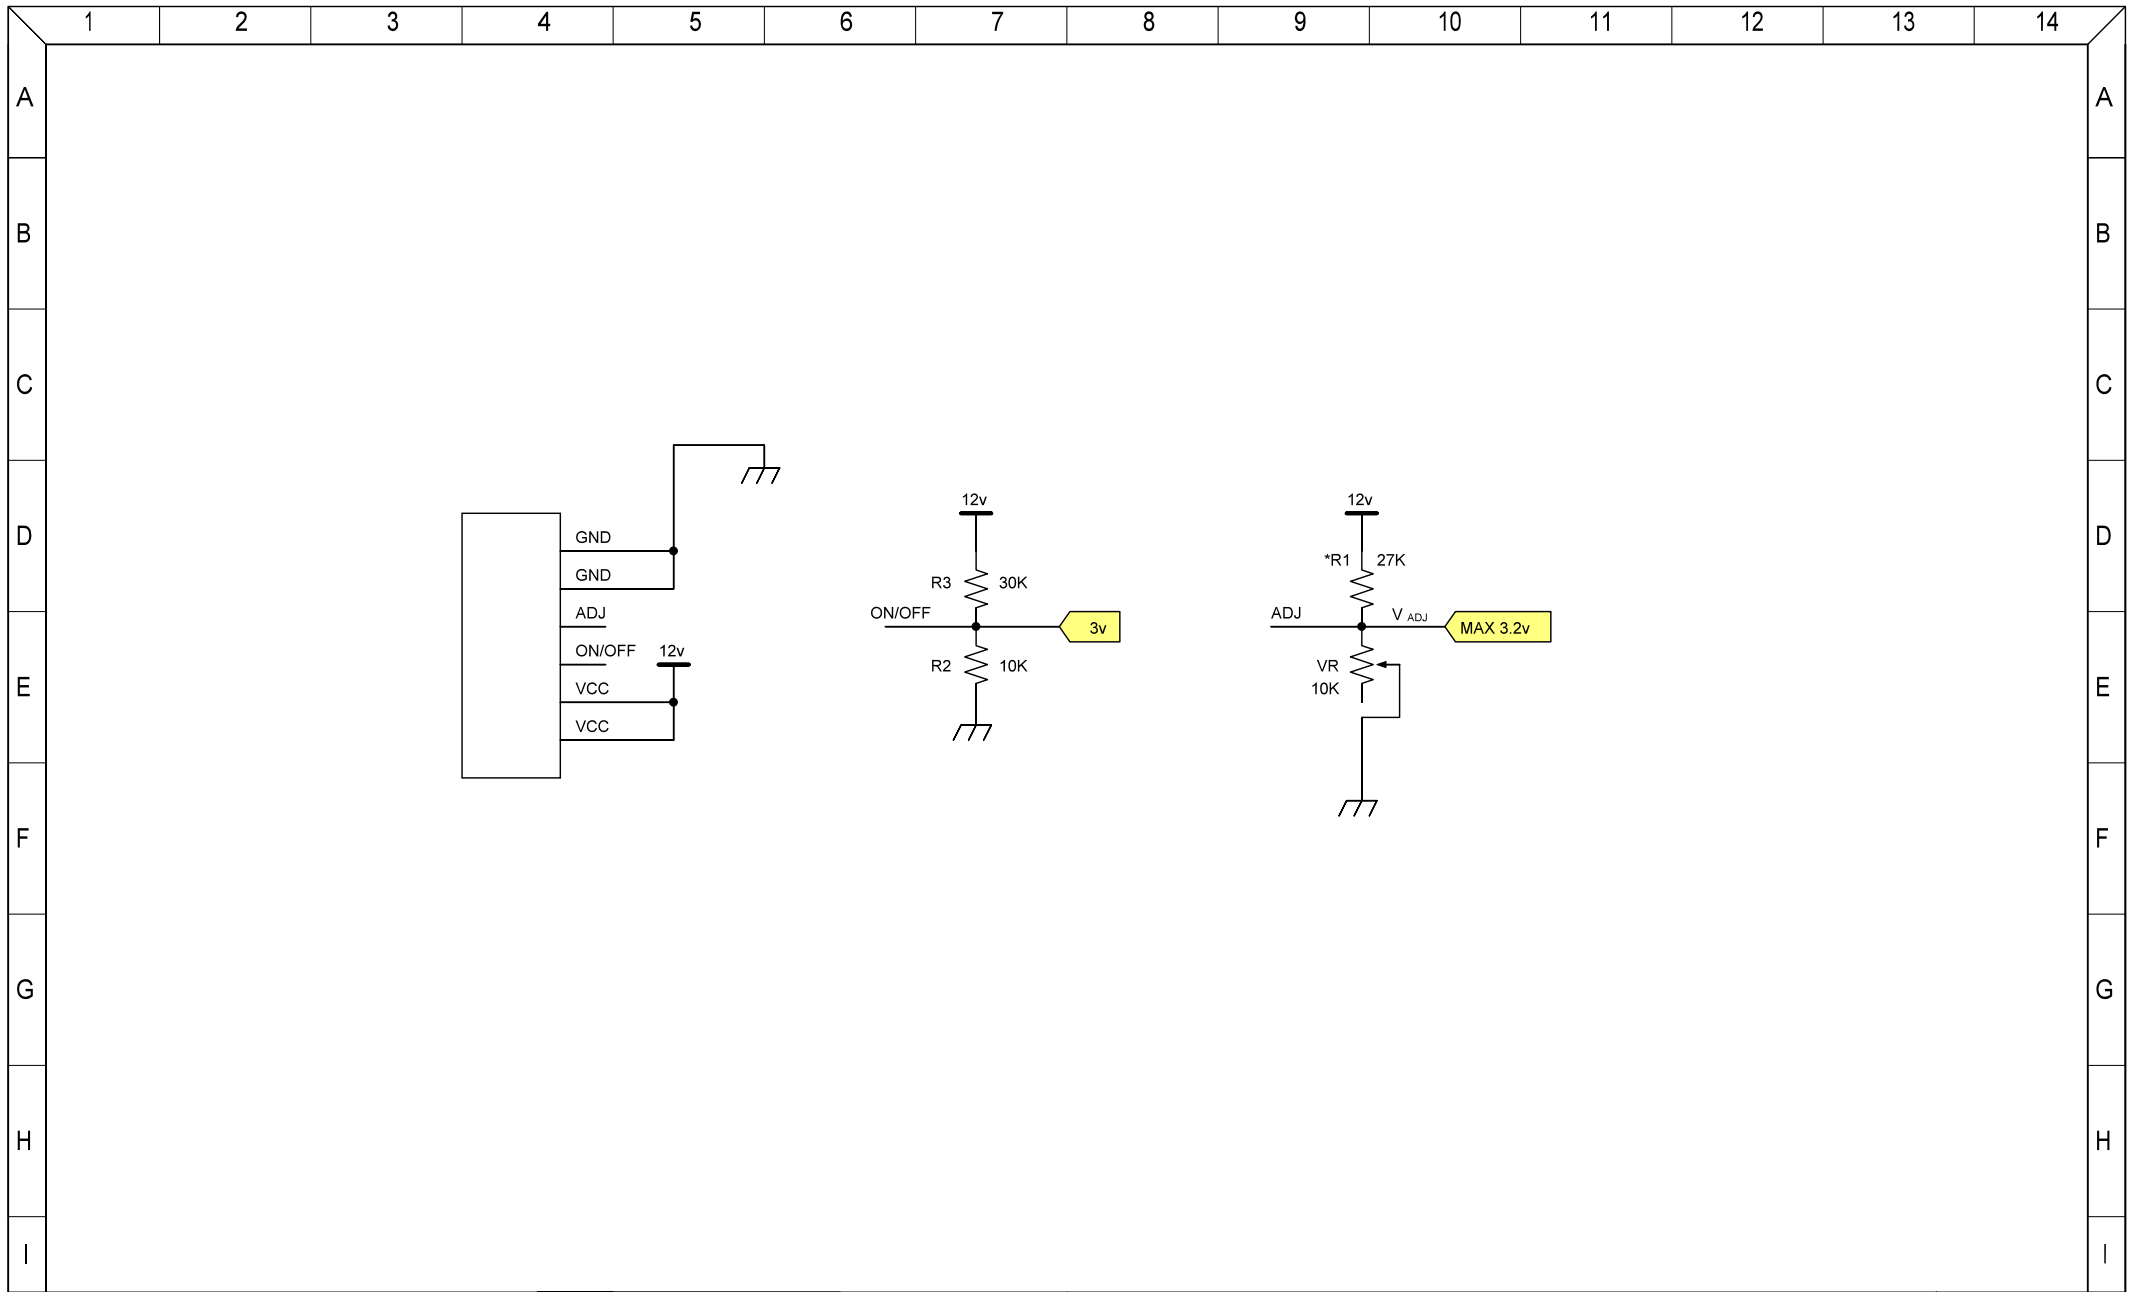 1 2 3 4 5 6 7 8 9 10 11 12 13 14
A A
B B
C C
D D
E E
F F
G G
H H
I I
GND
GND
ADJ
ON/OFF 12v
VCC
VCC
12v
R3 30K
ON/OFF 3v
R2 10K
12v
*R1 27K
ADJ V ADJ MAX 3.2v
VR
10K